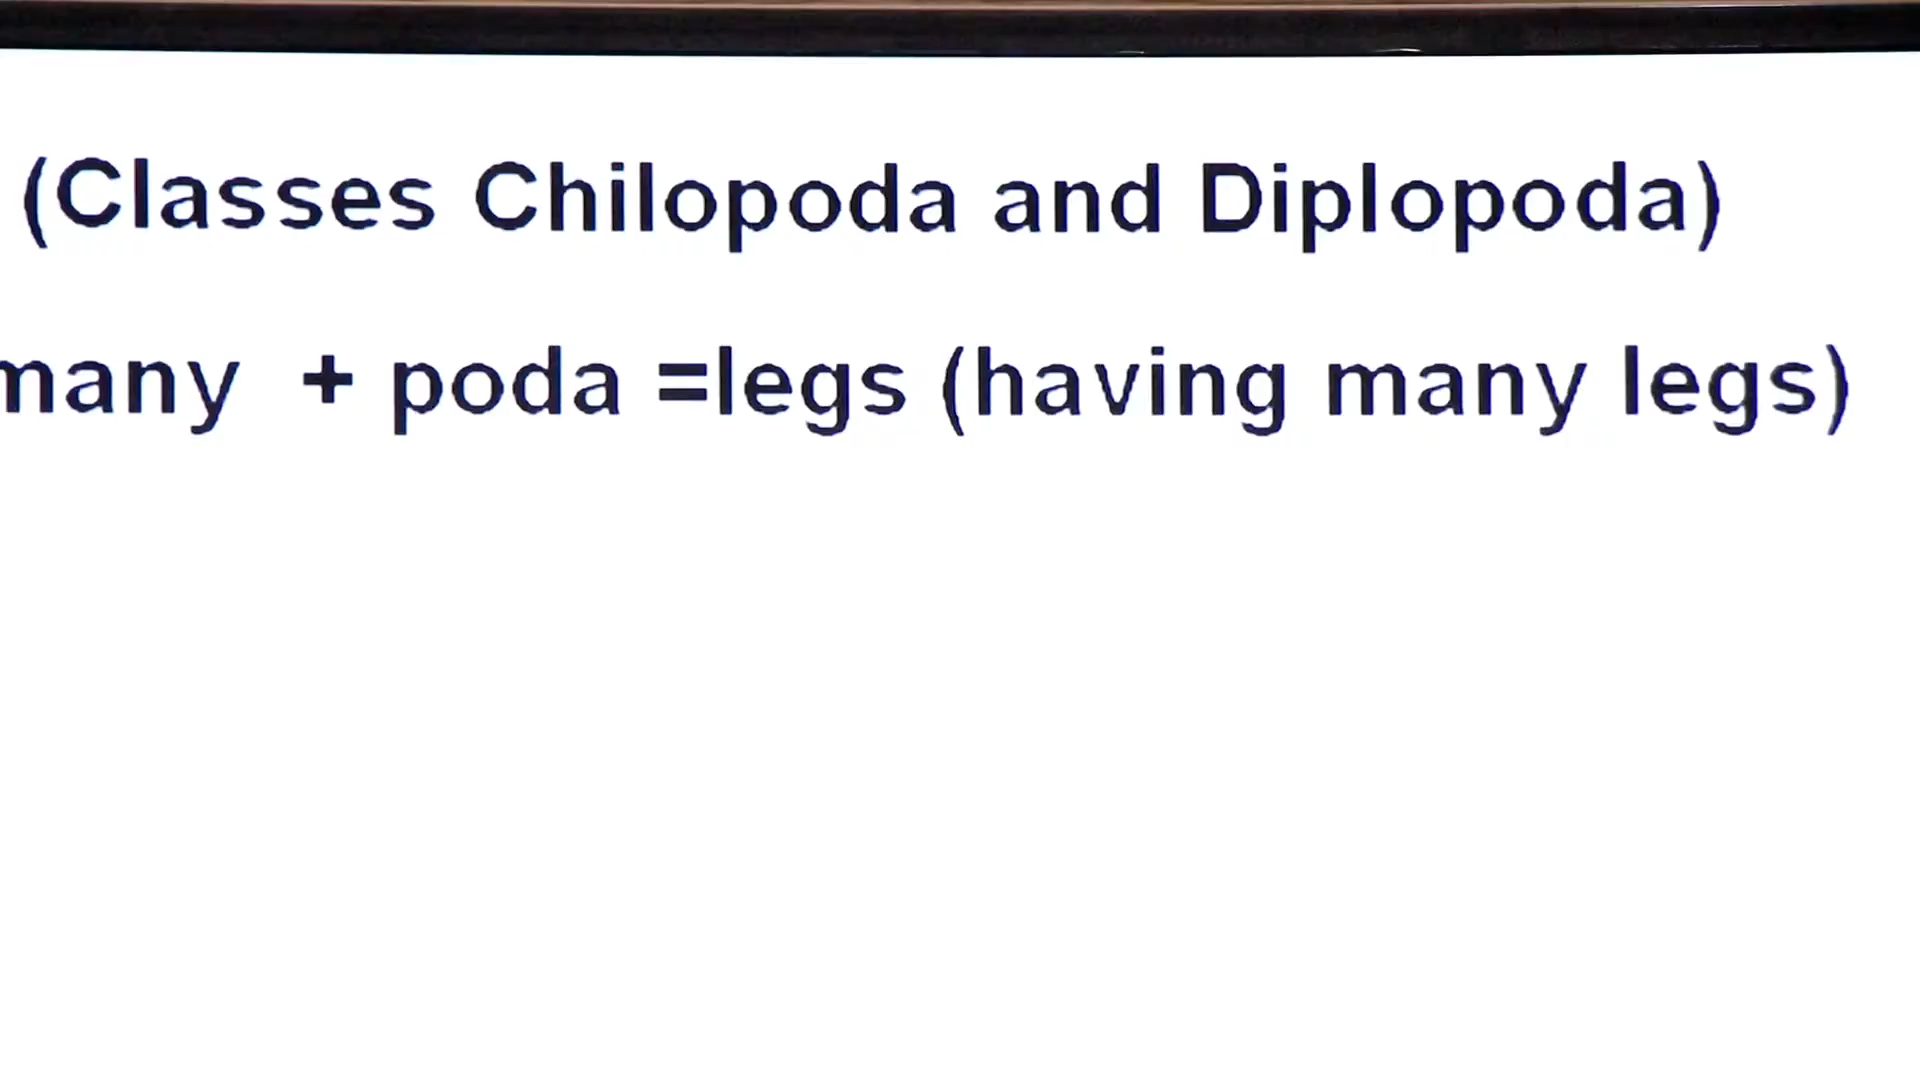 (Classes Chilopoda and Diplopoda)
many + poda =legs (having many legs)